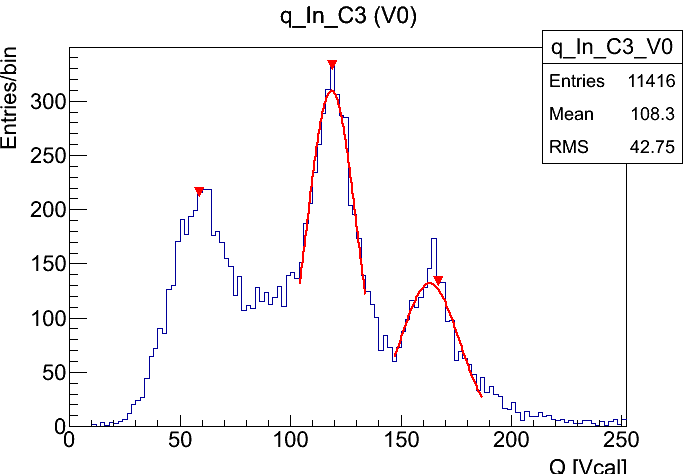 q_In_C3 (V0)
q_In_C3_V0
Entries 11416
Mean 108.3
RMS 42.75
Entries/bin
300
250
200
150
100
50
0
0 50 100 150 200 250
Q [Vcal]